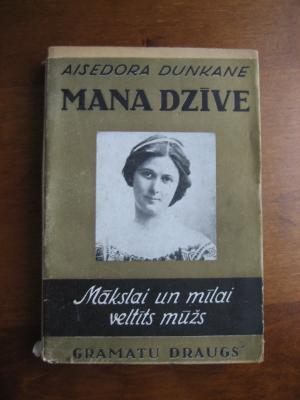 AISEDORA DUNKANE
MANA DZĪVE
Mākslai un mīlai
veltīts mūžs
„GRAMATU DRAUGS"